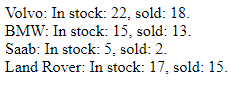 Volvo: In stock: 22, sold: 18.
BMW: In stock: 15, sold: 13.
Saab: In stock: 5, sold: 2.
Land Rover: In stock: 17, sold: 15.